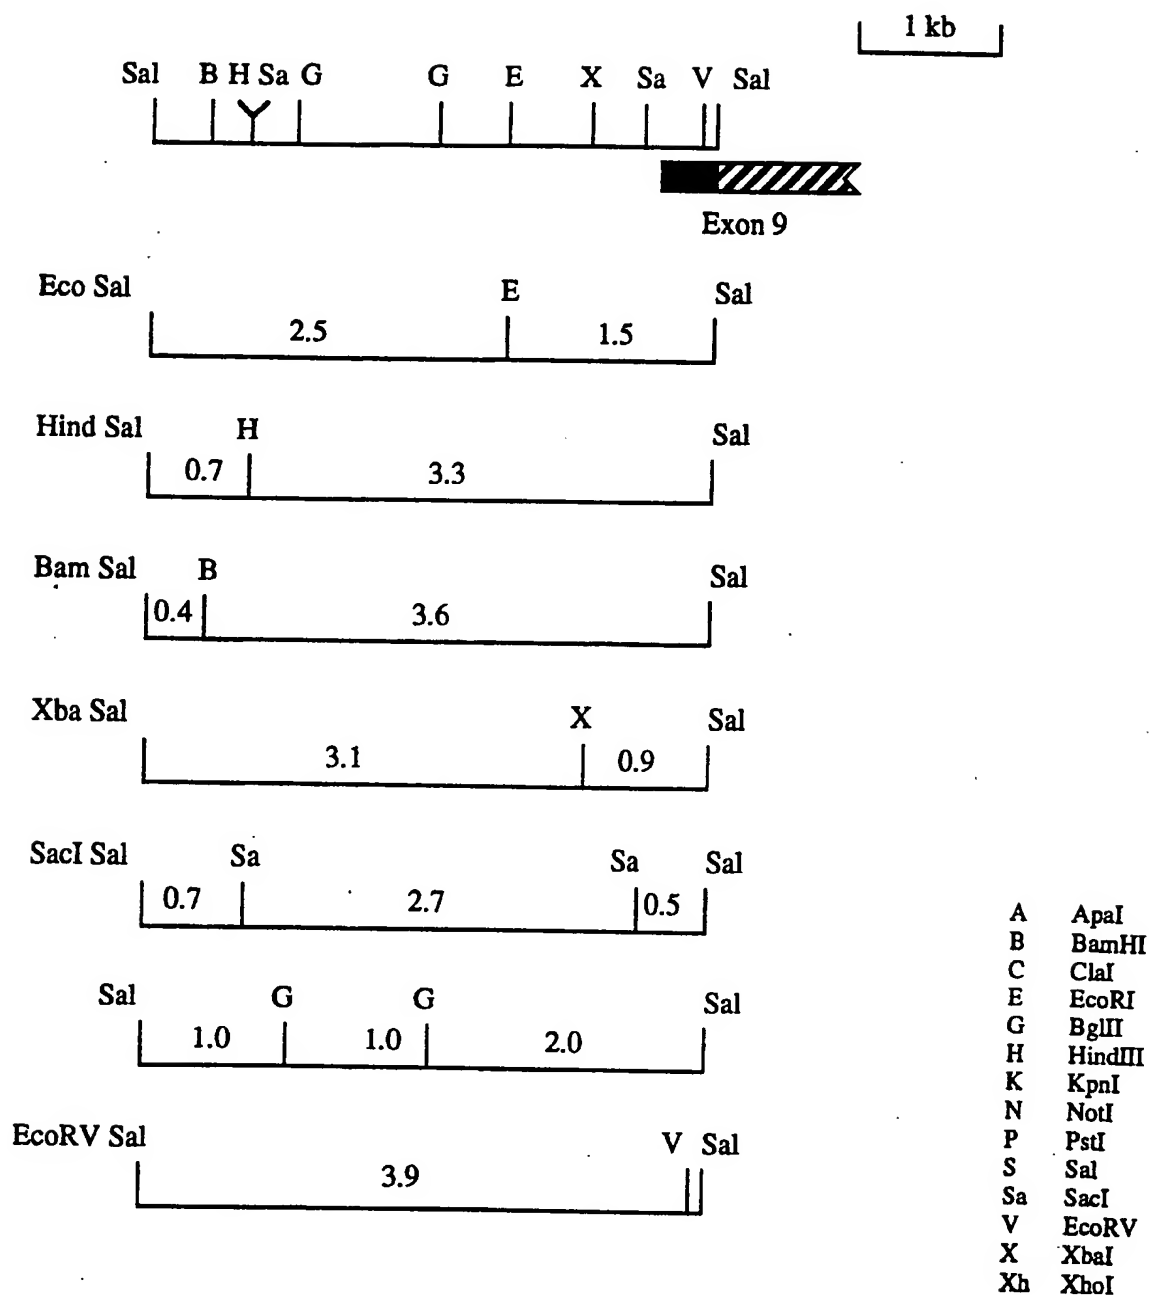 1 kb
Sal B H Sa G G E X Sa V Sal
Exon 9
Eco Sal E Sal
2.5 1.5
Hind Sal H Sal
0.7 3.3
Bam Sal B Sal
0.4 3.6
Xba Sal X Sal
3.1 0.9
SacI Sal Sa Sa Sal
0.7 2.7 0.5
Sal G G Sal
1.0 1.0 2.0
EcoRV Sal V Sal
3.9
A ApaI
B BamHI
C ClaI
E EcoRI
G BglII
H HindIII
K KpnI
N NotI
P PstI
S Sal
Sa SacI
V EcoRV
X XbaI
Xh XhoI